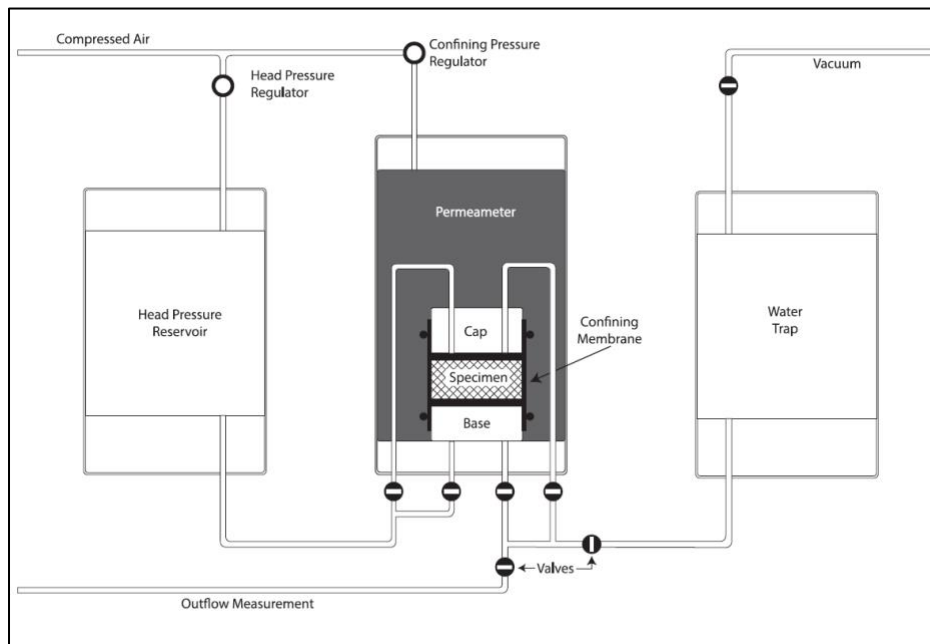 Compressed Air
Confining Pressure
Regulator
Vacuum
Head Pressure
Regulator
Permeameter
Head Pressure
Reservoir
Cap
Water
Trap
Confining
Membrane
Specimen
Base
Valves
Outflow Measurement